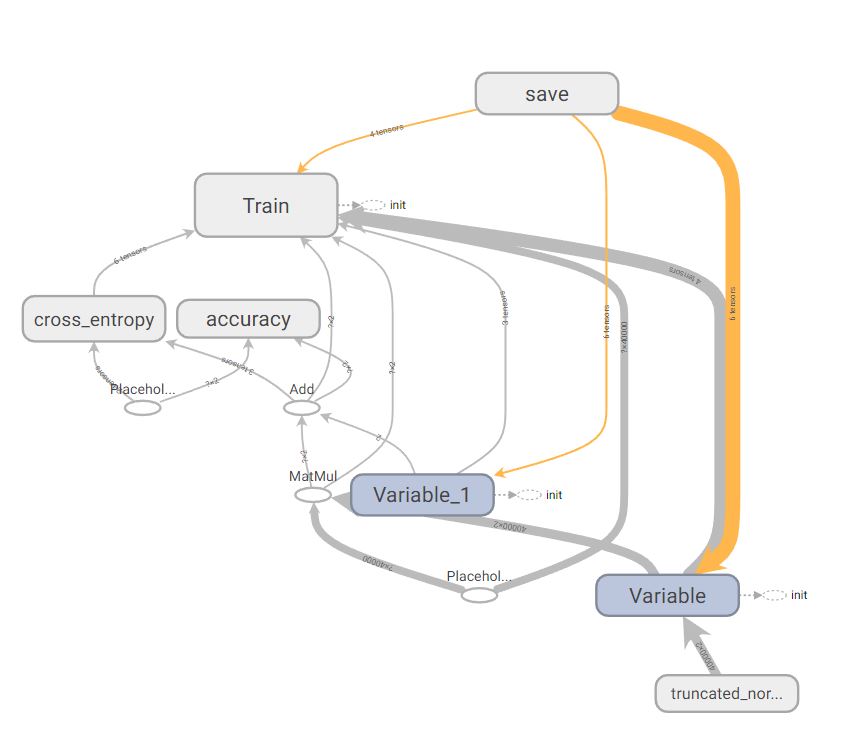 save
4 tensors
Train
init
6 tensors
4 tensors
6 tensors
cross_entropy
accuracy
?×2
3 tensors
6 tensors
?×40000
?×2
3 tensors
?×2
?×2
Placehol...
Add
2
?×2
MatMul
Variable_1
init
40000×2
?×40000
Placehol...
Variable
init
40000×2
truncated_nor...